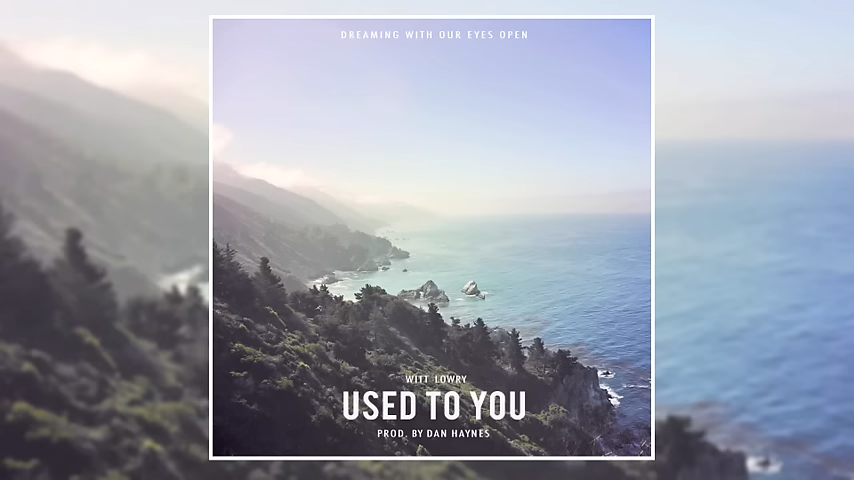 DREAMING WITH OUR EYES OPEN
WITT LOWRY
USED TO YOU
PROD. BY DAN HAYNES